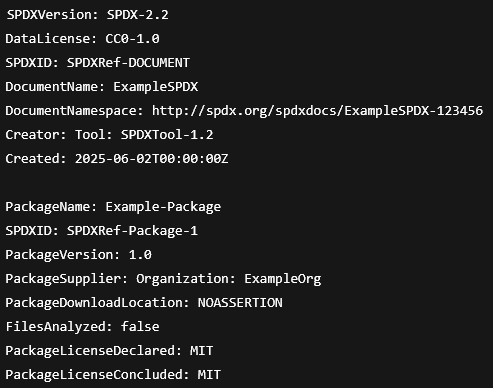 SPDXVersion: SPDX-2.2
DataLicense: CC0-1.0
SPDXID: SPDXRef-DOCUMENT
DocumentName: ExampleSPDX
DocumentNamespace: http://spdx.org/spdxdocs/ExampleSPDX-123456
Creator: Tool: SPDXTool-1.2
Created: 2025-06-02T00:00:00Z

PackageName: Example-Package
SPDXID: SPDXRef-Package-1
PackageVersion: 1.0
PackageSupplier: Organization: ExampleOrg
PackageDownloadLocation: NOASSERTION
FilesAnalyzed: false
PackageLicenseDeclared: MIT
PackageLicenseConcluded: MIT